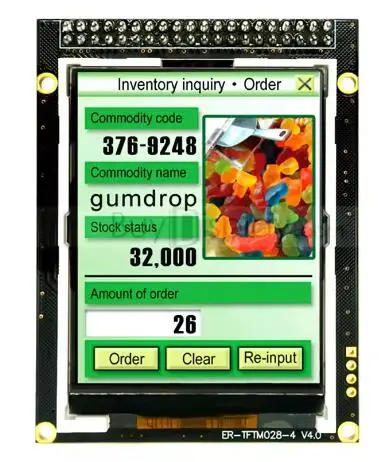 Inventory inquiry • Order
Commodity code
376-9248
Commodity name
gumdrop
Stock status
32,000
Amount of order
26
Order Clear Re-input
ER-TFTM028-4 V4.0